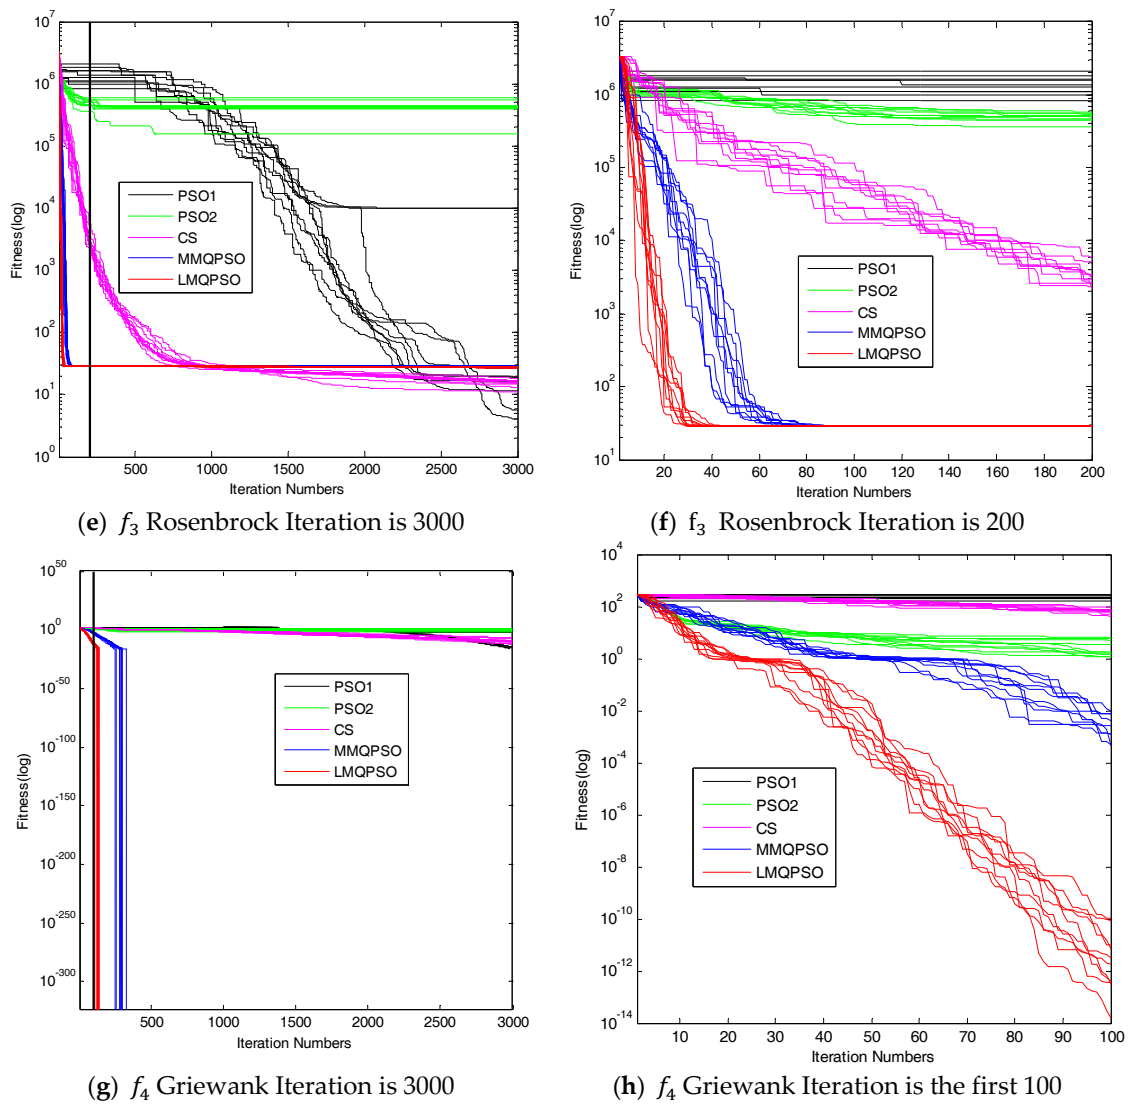 10^7
10^6
10^5
10^4
10^3
10^2
10^1
10^0
Fitness(log)
PSO1
PSO2
CS
MMQPSO
LMQPSO
500 1000 1500 2000 2500 3000
Iteration Numbers
(e) f_3 Rosenbrock Iteration is 3000
10^7
10^6
10^5
10^4
10^3
10^2
10^1
Fitness(log)
PSO1
PSO2
CS
MMQPSO
LMQPSO
20 40 60 80 100 120 140 160 180 200
Iteration Numbers
(f) f_3 Rosenbrock Iteration is 200
10^50
10^0
10^-50
10^-100
10^-150
10^-200
10^-250
10^-300
Fitness(log)
PSO1
PSO2
CS
MMQPSO
LMQPSO
500 1000 1500 2000 2500 3000
Iteration Numbers
(g) f_4 Griewank Iteration is 3000
10^4
10^2
10^0
10^-2
10^-4
10^-6
10^-8
10^-10
10^-12
10^-14
Fitness(log)
PSO1
PSO2
CS
MMQPSO
LMQPSO
10 20 30 40 50 60 70 80 90 100
Iteration Numbers
(h) f_4 Griewank Iteration is the first 100